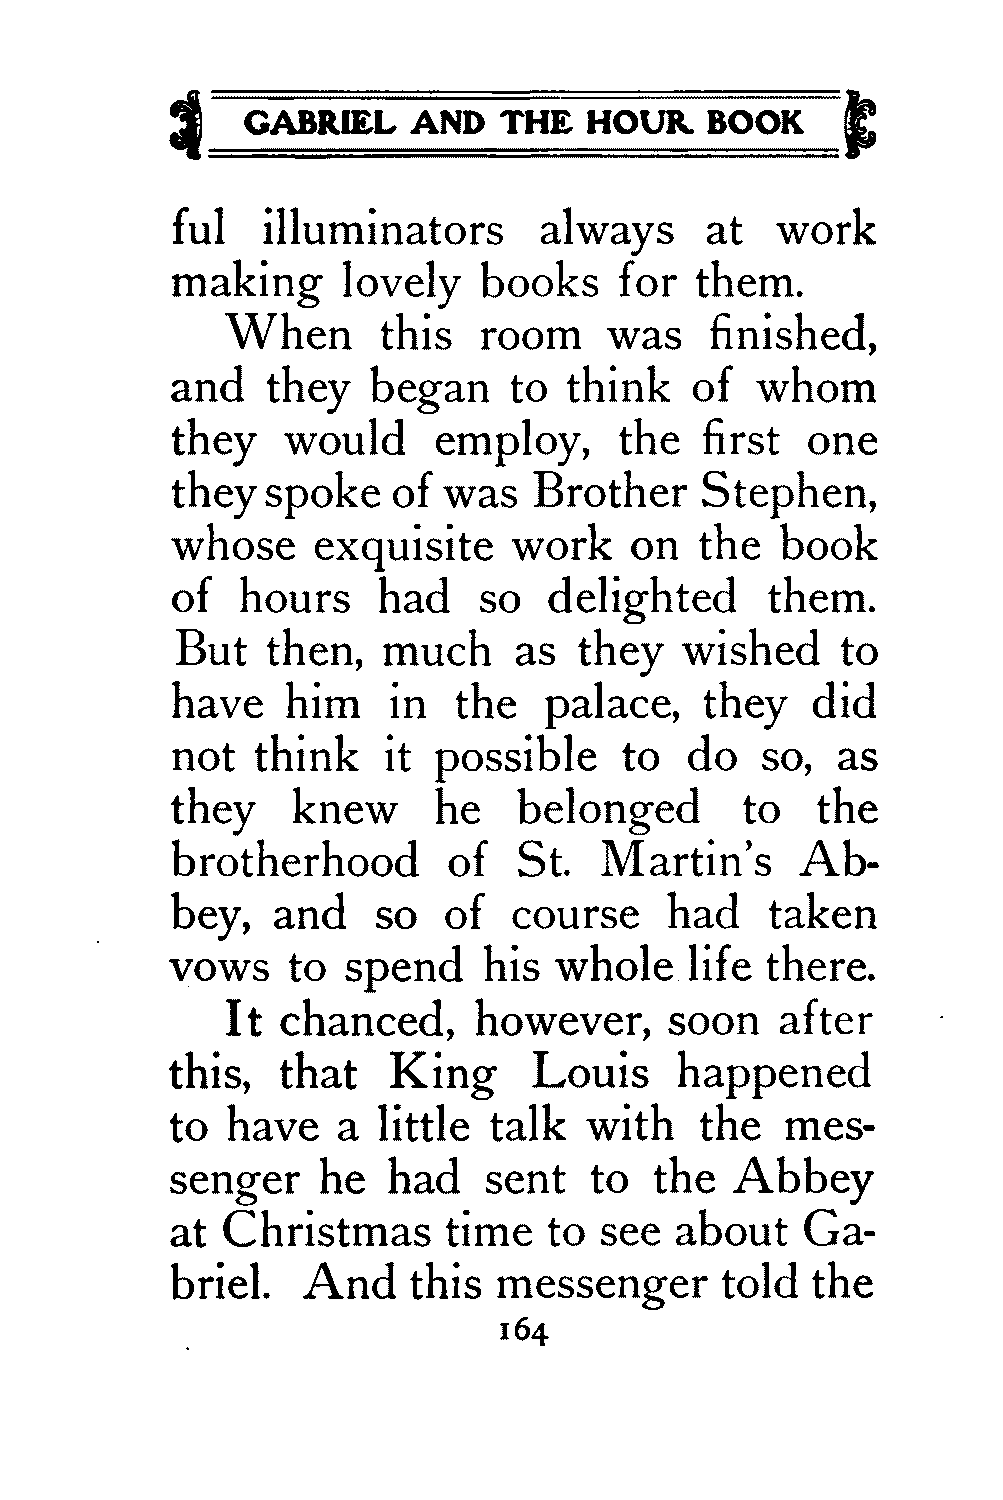 GABRIEL AND THE HOUR BOOK
ful illuminators always at work
making lovely books for them.
When this room was finished,
and they began to think of whom
they would employ, the first one
they spoke of was Brother Stephen,
whose exquisite work on the book
of hours had so delighted them.
But then, much as they wished to
have him in the palace, they did
not think it possible to do so, as
they knew he belonged to the
brotherhood of St. Martin's Ab-
bey, and so of course had taken
vows to spend his whole life there.
It chanced, however, soon after
this, that King Louis happened
to have a little talk with the mes-
senger he had sent to the Abbey
at Christmas time to see about Ga-
briel. And this messenger told the
164